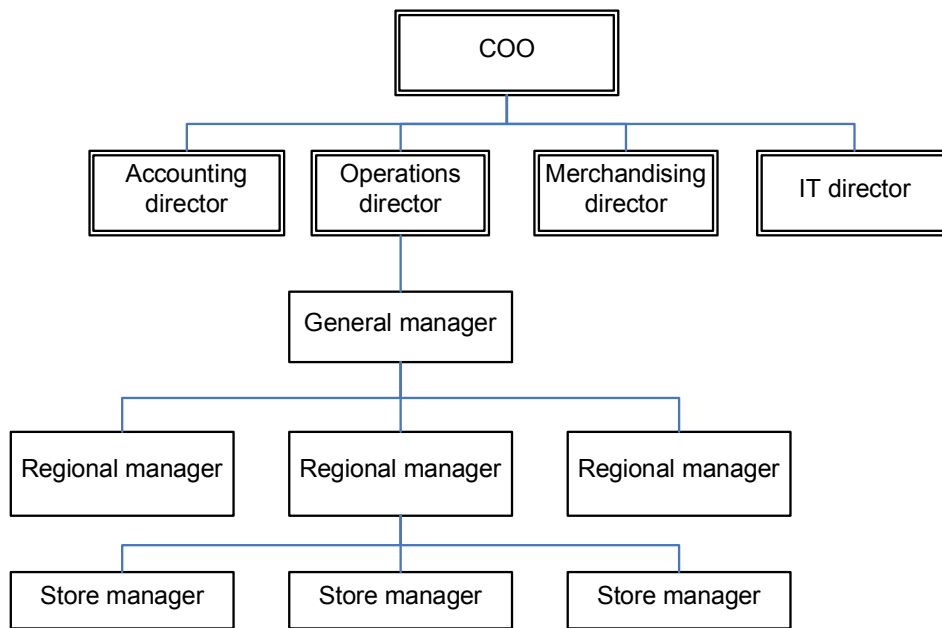 COO
Accounting
director
Operations
director
Merchandising
director
IT director
General manager
Regional manager
Regional manager
Regional manager
Store manager
Store manager
Store manager